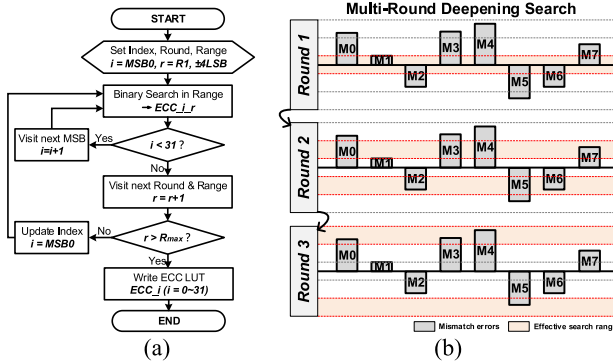 START
Set Index, Round, Range
i = MSB0, r = R1, ±4LSB
Binary Search in Range
→ ECC_i_r
Visit next MSB
i=i+1
Yes
i < 31 ?
No
Visit next Round & Range
r = r+1
Update Index
i = MSB0
No
r > Rmax ?
Yes
Write ECC LUT
ECC_i (i = 0~31)
END
(a)
Multi-Round Deepening Search
Round 1
M0
M1
M2
M3
M4
M5
M6
M7
Round 2
M0
M1
M2
M3
M4
M5
M6
M7
Round 3
M0
M1
M2
M3
M4
M5
M6
M7
Mismatch errors
Effective search rang
(b)